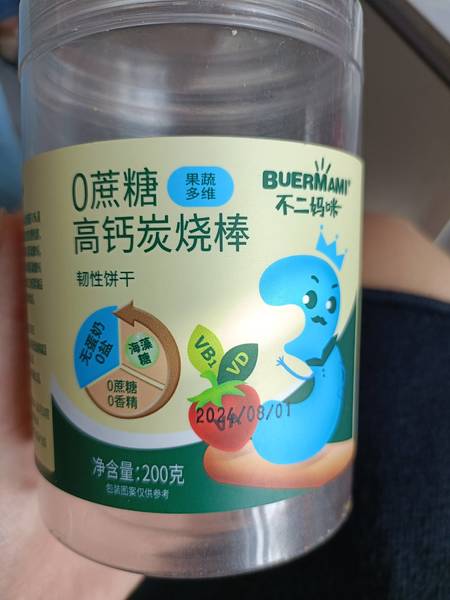 0蔗糖
果蔬
多维
BUERMAMI®
不二妈咪
高钙炭烧棒
韧性饼干
无蛋奶
0盐
海藻
糖
0蔗糖
0香精
VB1
VD
2024/08/01
净含量:200克
包装图案仅供参考